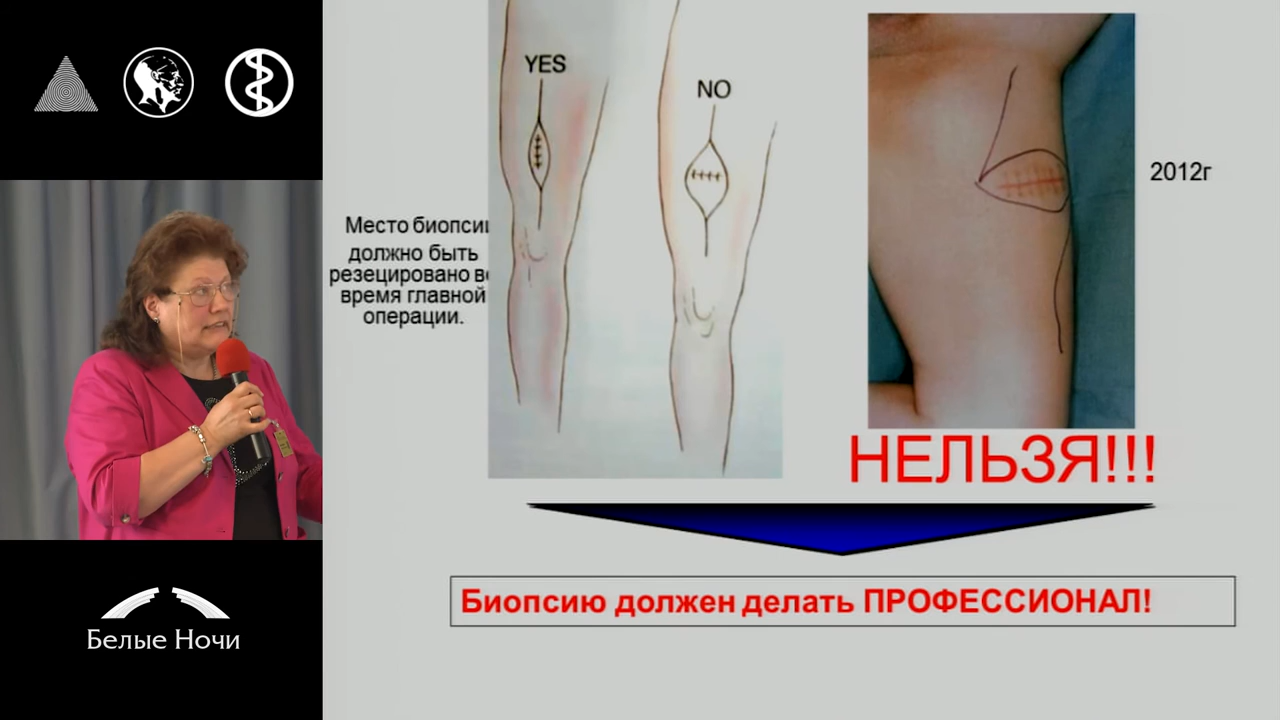 YES
NO
2012г
Место биопсии
должно быть
резецировано во
время главной
операции.
НЕЛЬЗЯ!!!
Биопсию должен делать ПРОФЕССИОНАЛ!
Белые Ночи